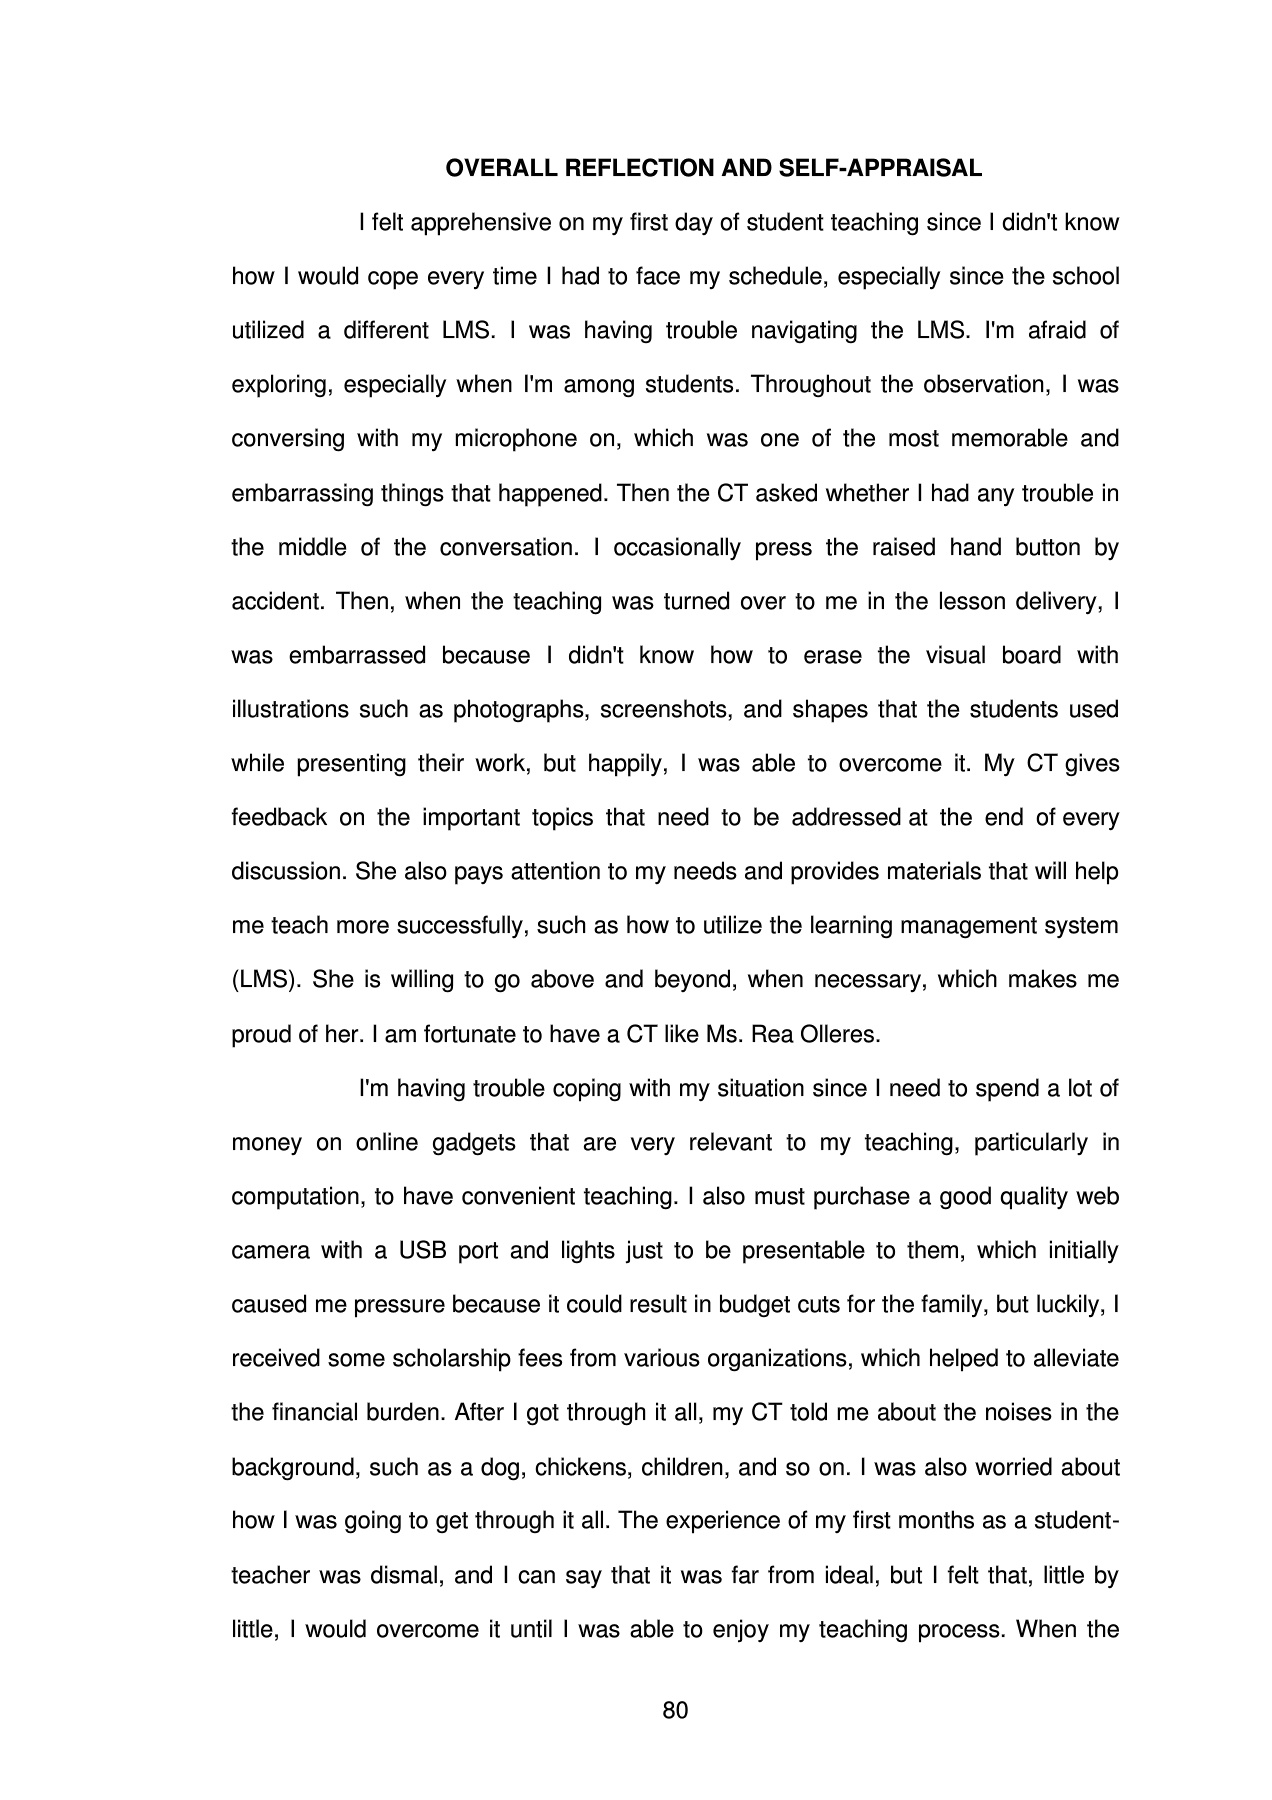 OVERALL REFLECTION AND SELF-APPRAISAL
I felt apprehensive on my first day of student teaching since I didn't know
how I would cope every time I had to face my schedule, especially since the school
utilized a different LMS. I was having trouble navigating the LMS. I'm afraid of
exploring, especially when I'm among students. Throughout the observation, I was
conversing with my microphone on, which was one of the most memorable and
embarrassing things that happened. Then the CT asked whether I had any trouble in
the middle of the conversation. I occasionally press the raised hand button by
accident. Then, when the teaching was turned over to me in the lesson delivery, I
was embarrassed because I didn't know how to erase the visual board with
illustrations such as photographs, screenshots, and shapes that the students used
while presenting their work, but happily, I was able to overcome it. My CT gives
feedback on the important topics that need to be addressed at the end of every
discussion. She also pays attention to my needs and provides materials that will help
me teach more successfully, such as how to utilize the learning management system
(LMS). She is willing to go above and beyond, when necessary, which makes me
proud of her. I am fortunate to have a CT like Ms. Rea Olleres.
I'm having trouble coping with my situation since I need to spend a lot of
money on online gadgets that are very relevant to my teaching, particularly in
computation, to have convenient teaching. I also must purchase a good quality web
camera with a USB port and lights just to be presentable to them, which initially
caused me pressure because it could result in budget cuts for the family, but luckily, I
received some scholarship fees from various organizations, which helped to alleviate
the financial burden. After I got through it all, my CT told me about the noises in the
background, such as a dog, chickens, children, and so on. I was also worried about
how I was going to get through it all. The experience of my first months as a student-
teacher was dismal, and I can say that it was far from ideal, but I felt that, little by
little, I would overcome it until I was able to enjoy my teaching process. When the
80